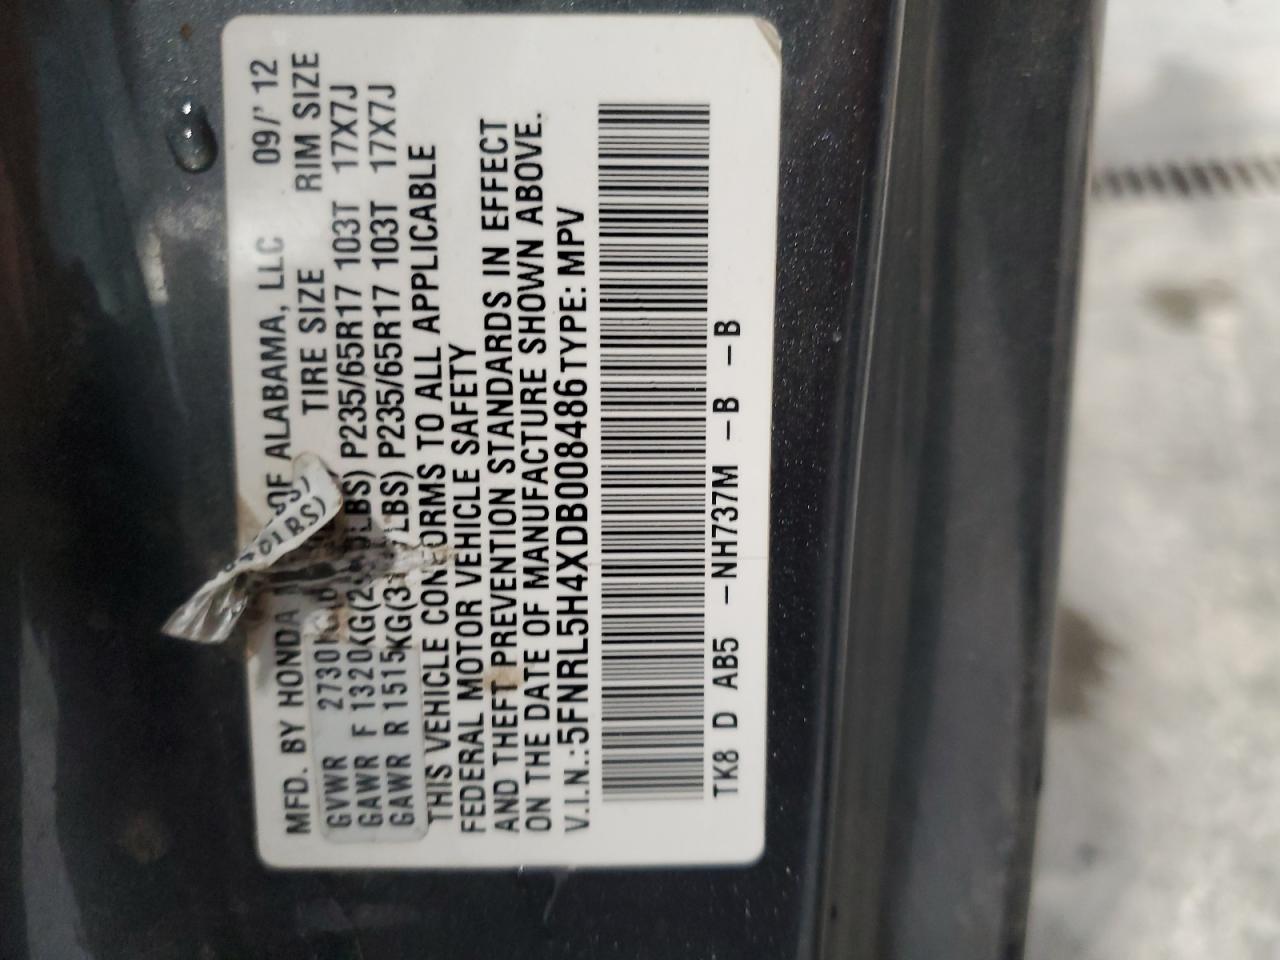 MFD. BY HONDA OF ALABAMA, LLC 09/'12
TIRE SIZE RIM SIZE
GVWR 2730
GAWR F 1320KG LBS) P235/65R17 103T 17X7J
GAWR R 1515KG LBS) P235/65R17 103T 17X7J
THIS VEHICLE CONFORMS TO ALL APPLICABLE
FEDERAL MOTOR VEHICLE SAFETY
AND THEFT PREVENTION STANDARDS IN EFFECT
ON THE DATE OF MANUFACTURE SHOWN ABOVE.
V.I.N.:5FNRL5H4XDB008486 TYPE: MPV
TK8 D AB5 -NH737M -B -B